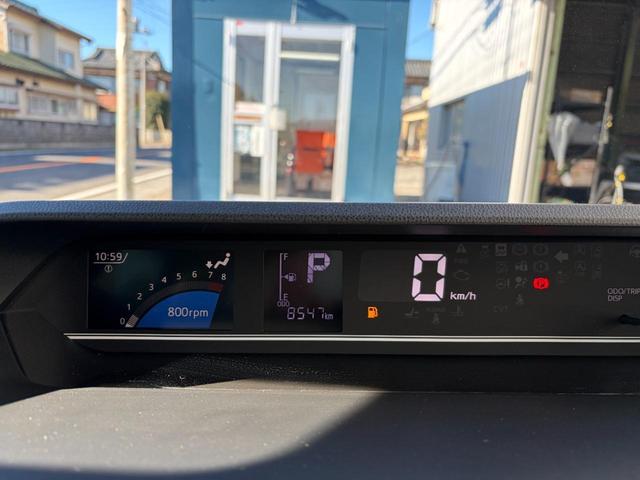 10:59
0 1 2 3 4 5 6 7 8
800rpm
F
P
E
ODO
8547km
0 km/h
ODO/TRIP
DISP
CVT